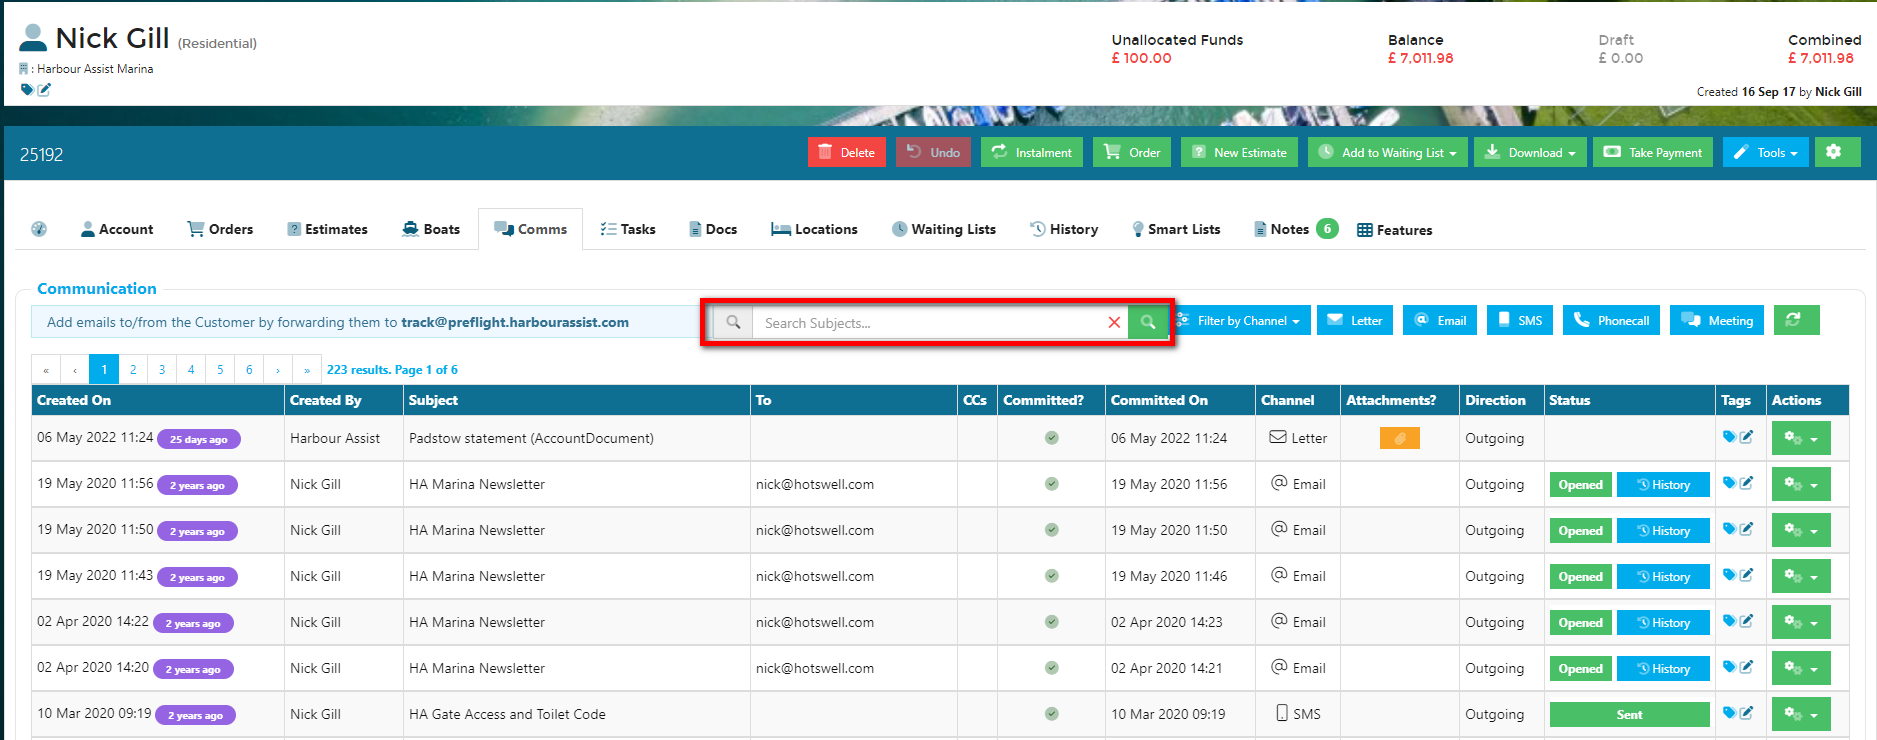 Nick Gill (Residential)
Unallocated Funds Balance Draft Combined
£ 100.00 £ 7,011.98 £ 0.00 £ 7,011.98
: Harbour Assist Marina
Created 16 Sep 17 by Nick Gill
25192 Delete Undo Instalment Order New Estimate Add to Waiting List Download Take Payment Tools
Account Orders Estimates Boats Comms Tasks Docs Locations Waiting Lists History Smart Lists Notes 6 Features
Communication
Add emails to/from the Customer by forwarding them to track@preflight.harbourassist.com Search Subjects... Filter by Channel Letter Email SMS Phonecall Meeting
« ‹ 1 2 3 4 5 6 › » 223 results. Page 1 of 6
Created On Created By Subject To CCs Committed? Committed On Channel Attachments? Direction Status Tags Actions
06 May 2022 11:24 25 days ago Harbour Assist Padstow statement (AccountDocument) 06 May 2022 11:24 Letter Outgoing
19 May 2020 11:56 2 years ago Nick Gill HA Marina Newsletter nick@hotswell.com 19 May 2020 11:56 Email Outgoing Opened History
19 May 2020 11:50 2 years ago Nick Gill HA Marina Newsletter nick@hotswell.com 19 May 2020 11:50 Email Outgoing Opened History
19 May 2020 11:43 2 years ago Nick Gill HA Marina Newsletter nick@hotswell.com 19 May 2020 11:46 Email Outgoing Opened History
02 Apr 2020 14:22 2 years ago Nick Gill HA Marina Newsletter nick@hotswell.com 02 Apr 2020 14:23 Email Outgoing Opened History
02 Apr 2020 14:20 2 years ago Nick Gill HA Marina Newsletter nick@hotswell.com 02 Apr 2020 14:21 Email Outgoing Opened History
10 Mar 2020 09:19 2 years ago Nick Gill HA Gate Access and Toilet Code 10 Mar 2020 09:19 SMS Outgoing Sent